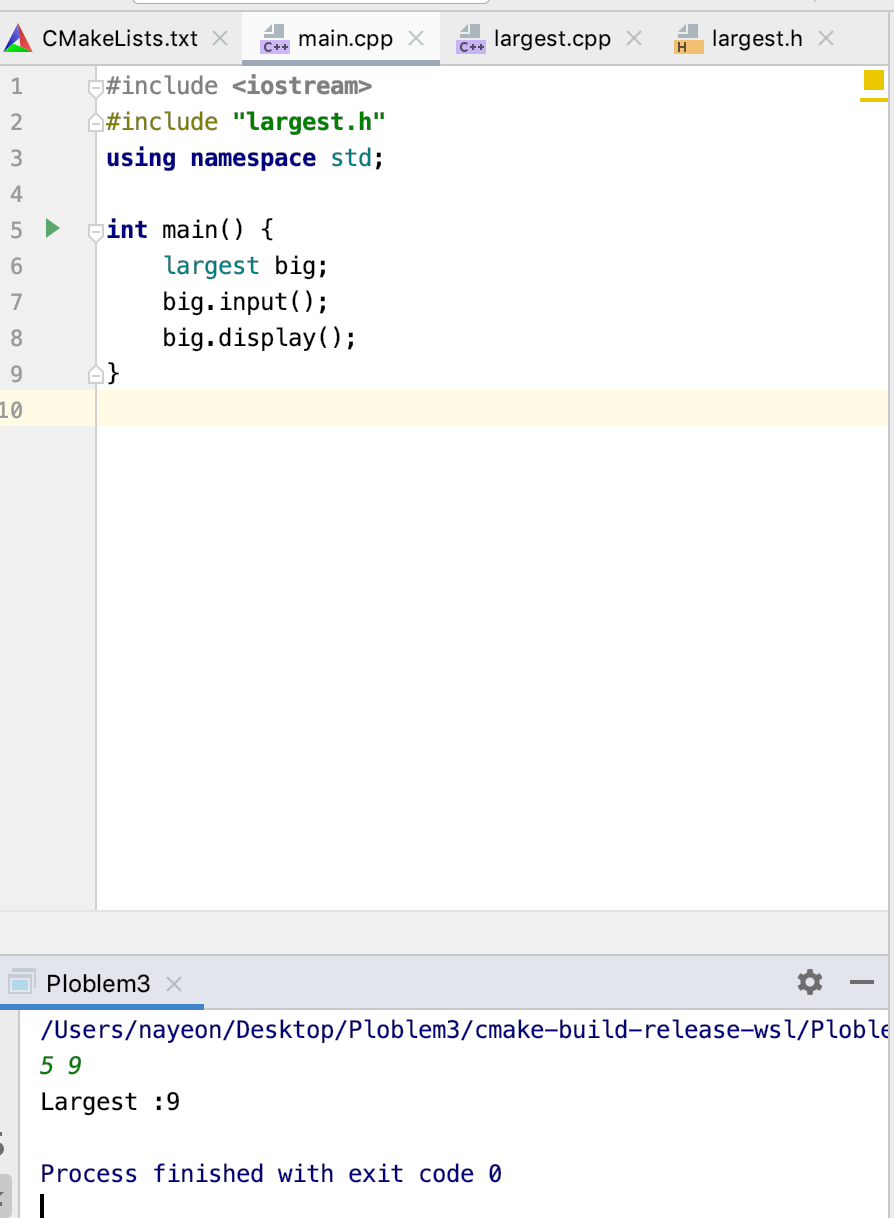 CMakeLists.txt main.cpp largest.cpp largest.h
C++ C++ H
1 #include <iostream>
2 #include "largest.h"
3 using namespace std;
4
5 int main() {
6     largest big;
7     big.input();
8     big.display();
9 }
10
Ploblem3
/Users/nayeon/Desktop/Ploblem3/cmake-build-release-wsl/Ploble
5 9
Largest :9
Process finished with exit code 0